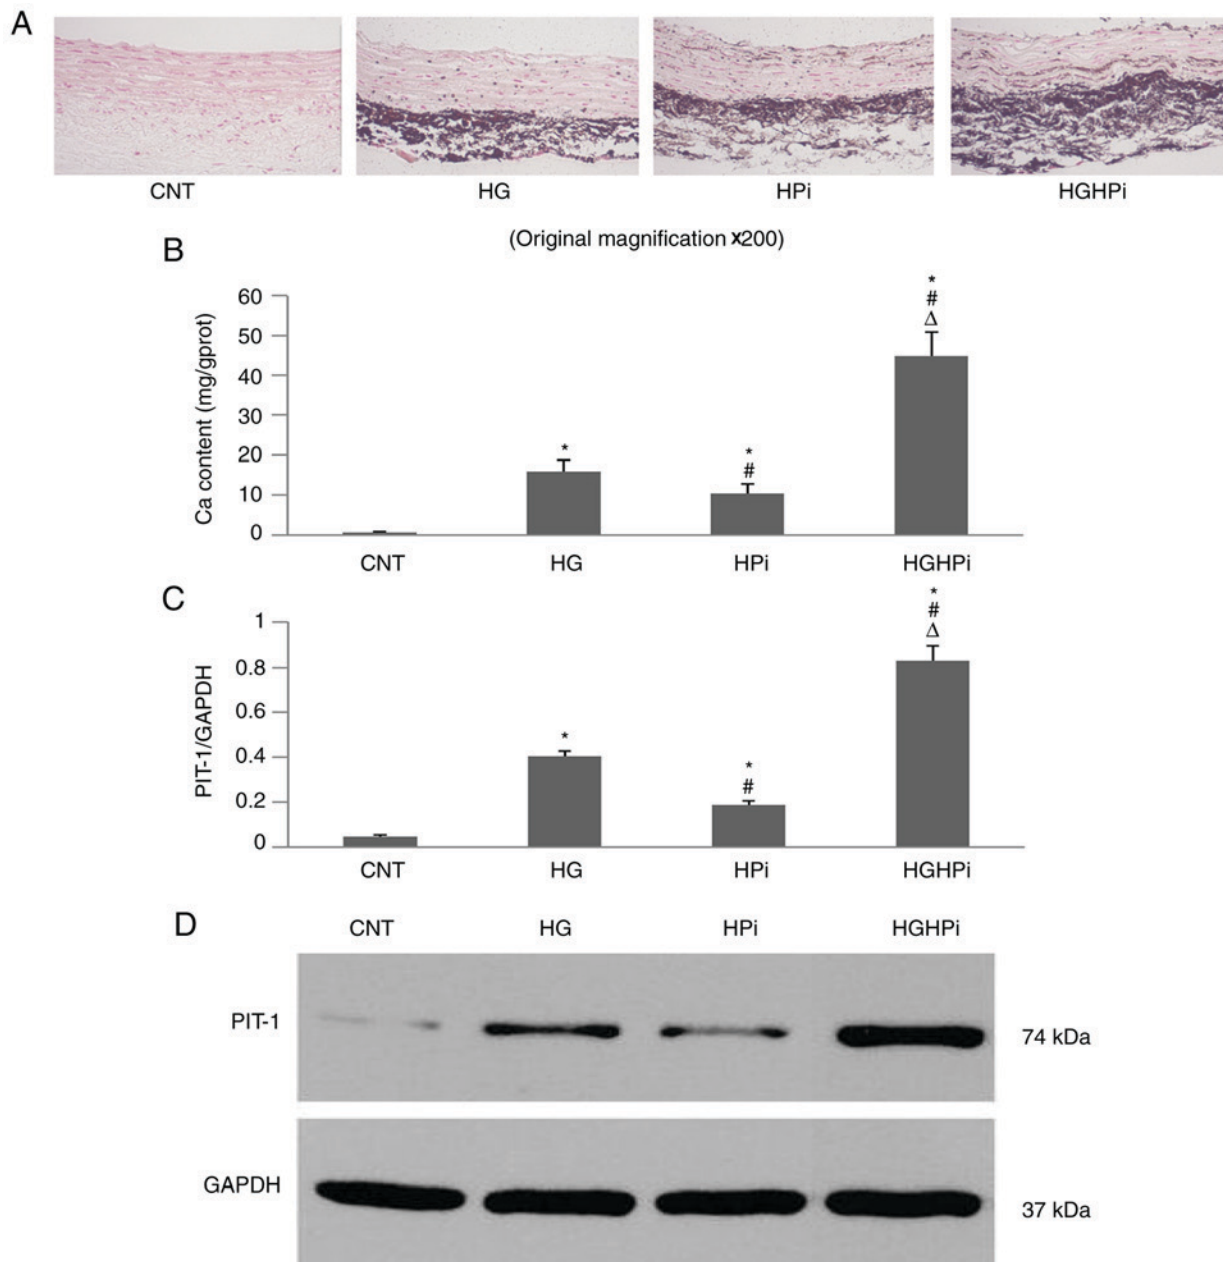 A
CNT HG HPi HGHPi
(Original magnification x200)
B
Ca content (mg/gprot)
60
50
40
30
20
10
0
*
*
#
*
#
Δ
CNT HG HPi HGHPi
C
PIT-1/GAPDH
1
0.8
0.6
0.4
0.2
0
*
*
#
*
#
Δ
CNT HG HPi HGHPi
D
CNT HG HPi HGHPi
PIT-1 74 kDa
GAPDH 37 kDa